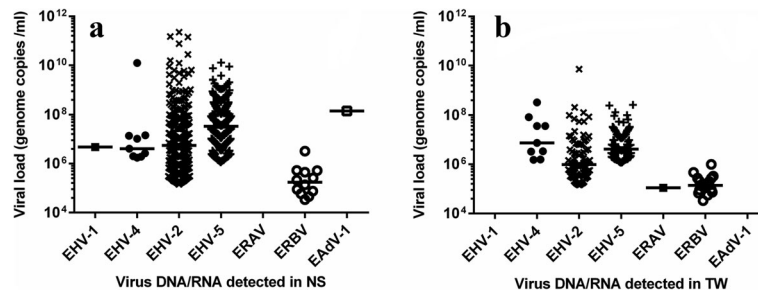 a
Viral load (genome copies /ml)
10^12
10^10
10^8
10^6
10^4
EHV-1
EHV-4
EHV-2
EHV-5
ERAV
ERBV
EAdV-1
Virus DNA/RNA detected in NS
b
Viral load (genome copies /ml)
10^12
10^10
10^8
10^6
10^4
EHV-1
EHV-4
EHV-2
EHV-5
ERAV
ERBV
EAdV-1
Virus DNA/RNA detected in TW